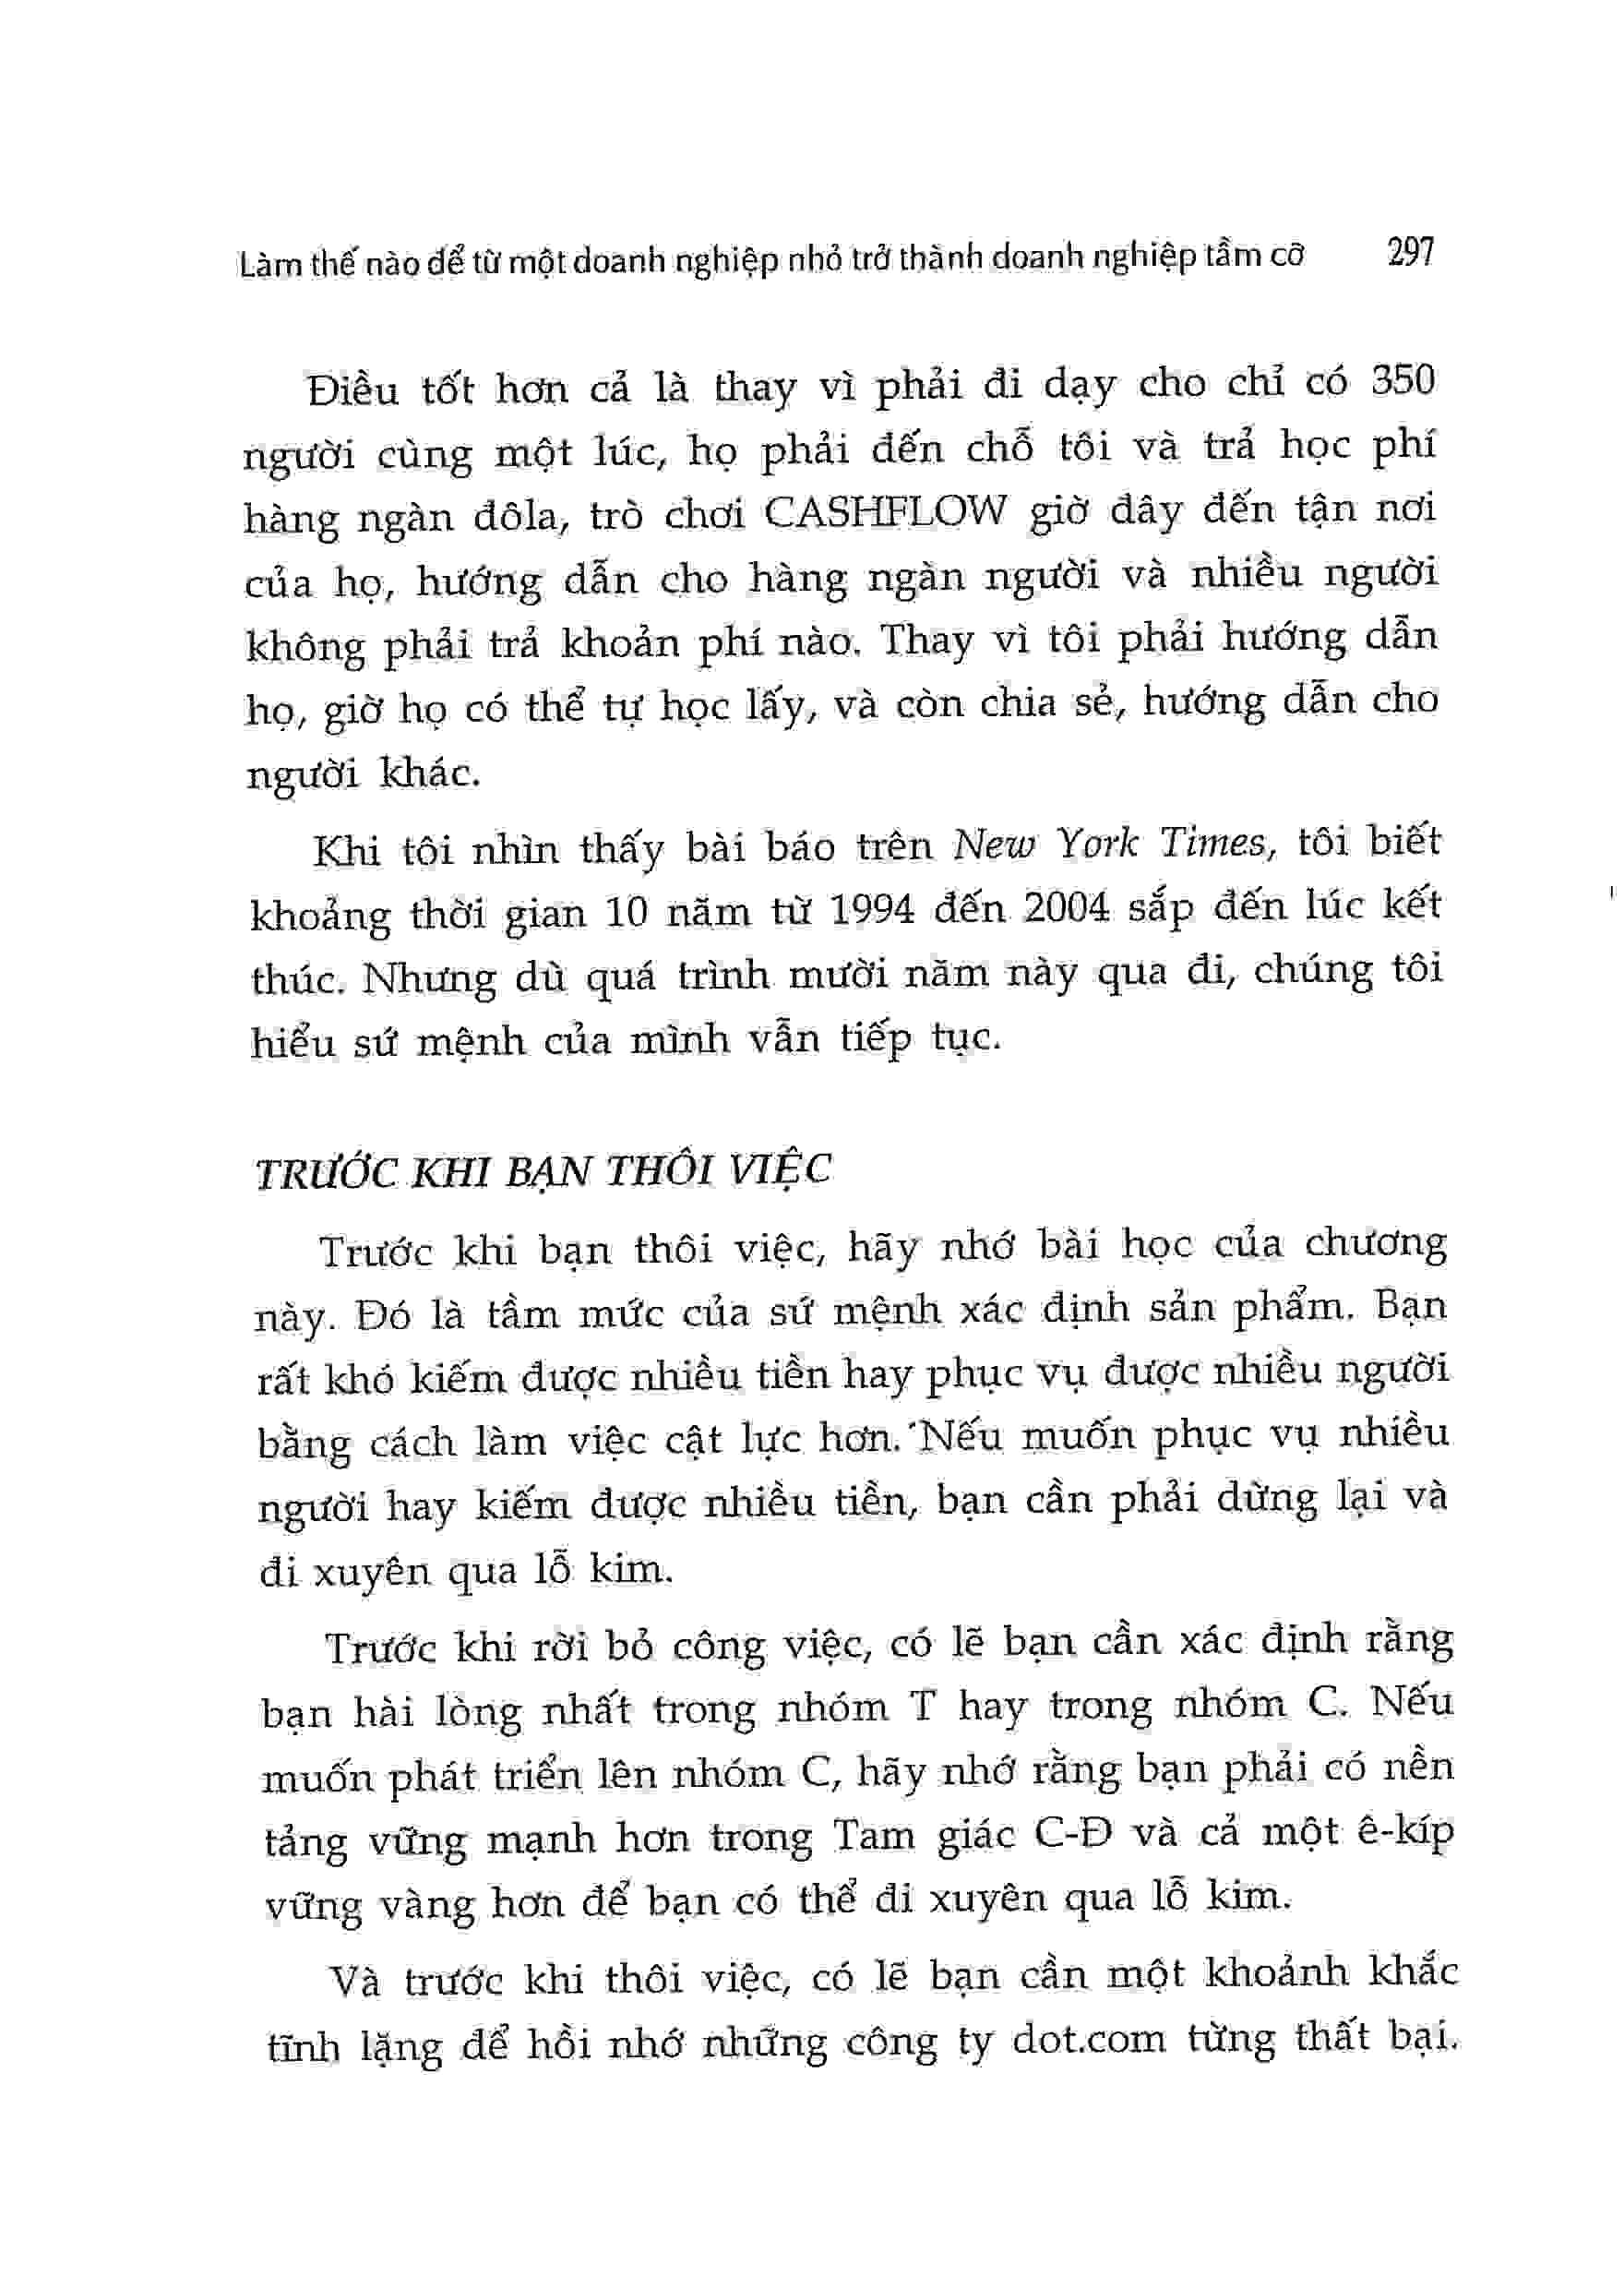 Làm thế nào để từ một doanh nghiệp nhỏ trở thành doanh nghiệp tầm cỡ 297
Điều tốt hơn cả là thay vì phải đi dạy cho chỉ có 350
người cùng một lúc, họ phải đến chỗ tôi và trả học phí
hàng ngàn đôla, trò chơi CASHFLOW giờ đây đến tận nơi
của họ, hướng dẫn cho hàng ngàn người và nhiều người
không phải trả khoản phí nào. Thay vì tôi phải hướng dẫn
họ, giờ họ có thể tự học lấy, và còn chia sẻ, hướng dẫn cho
người khác.
Khi tôi nhìn thấy bài báo trên New York Times, tôi biết
khoảng thời gian 10 năm từ 1994 đến 2004 sắp đến lúc kết
thúc. Nhưng dù quá trình mười năm này qua đi, chúng tôi
hiểu sứ mệnh của mình vẫn tiếp tục.
TRƯỚC KHI BẠN THÔI VIỆC
Trước khi bạn thôi việc, hãy nhớ bài học của chương
này. Đó là tầm mức của sứ mệnh xác định sản phẩm. Bạn
rất khó kiếm được nhiều tiền hay phục vụ được nhiều người
bằng cách làm việc cật lực hơn. Nếu muốn phục vụ nhiều
người hay kiếm được nhiều tiền, bạn cần phải dừng lại và
đi xuyên qua lỗ kim.
Trước khi rời bỏ công việc, có lẽ bạn cần xác định rằng
bạn hài lòng nhất trong nhóm T hay trong nhóm C. Nếu
muốn phát triển lên nhóm C, hãy nhớ rằng bạn phải có nền
tảng vững mạnh hơn trong Tam giác C-Đ và cả một ê-kíp
vững vàng hơn để bạn có thể đi xuyên qua lỗ kim.
Và trước khi thôi việc, có lẽ bạn cần một khoảnh khắc
tĩnh lặng để hồi nhớ những công ty dot.com từng thất bại.